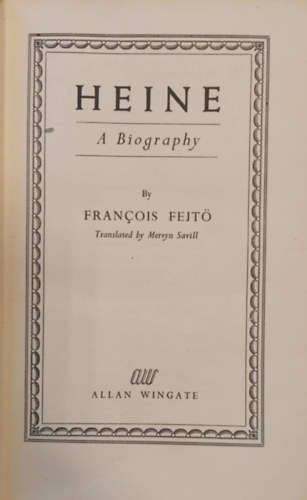 HEINE
A Biography
By
FRANÇOIS FEJTÖ
Translated by Mervyn Savill
aw
ALLAN WINGATE